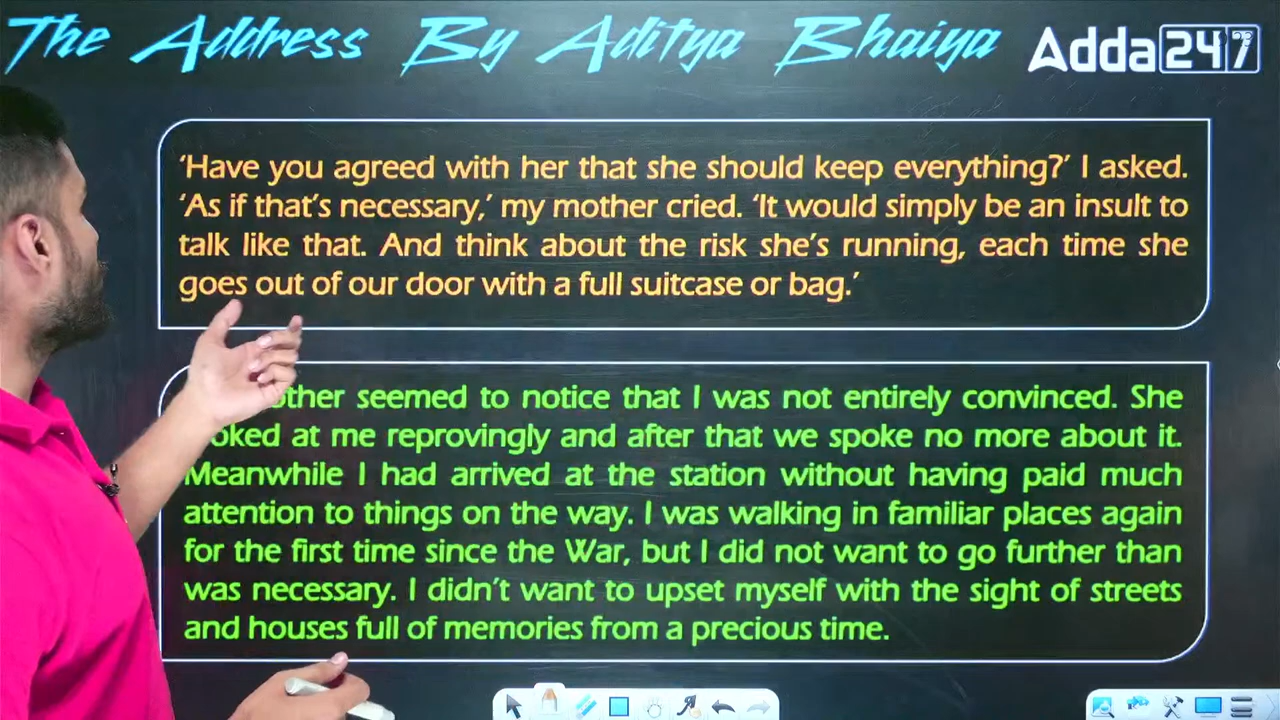 The Address By Aditya Bhaiya
Adda247
‘Have you agreed with her that she should keep everything?’ I asked.
‘As if that’s necessary,’ my mother cried. ‘It would simply be an insult to
talk like that. And think about the risk she’s running, each time she
goes out of our door with a full suitcase or bag.’
seemed to notice that I was not entirely convinced. She
at me reprovingly and after that we spoke no more about it.
Meanwhile I had arrived at the station without having paid much
attention to things on the way. I was walking in familiar places again
for the first time since the War, but I did not want to go further than
was necessary. I didn’t want to upset myself with the sight of streets
and houses full of memories from a precious time.